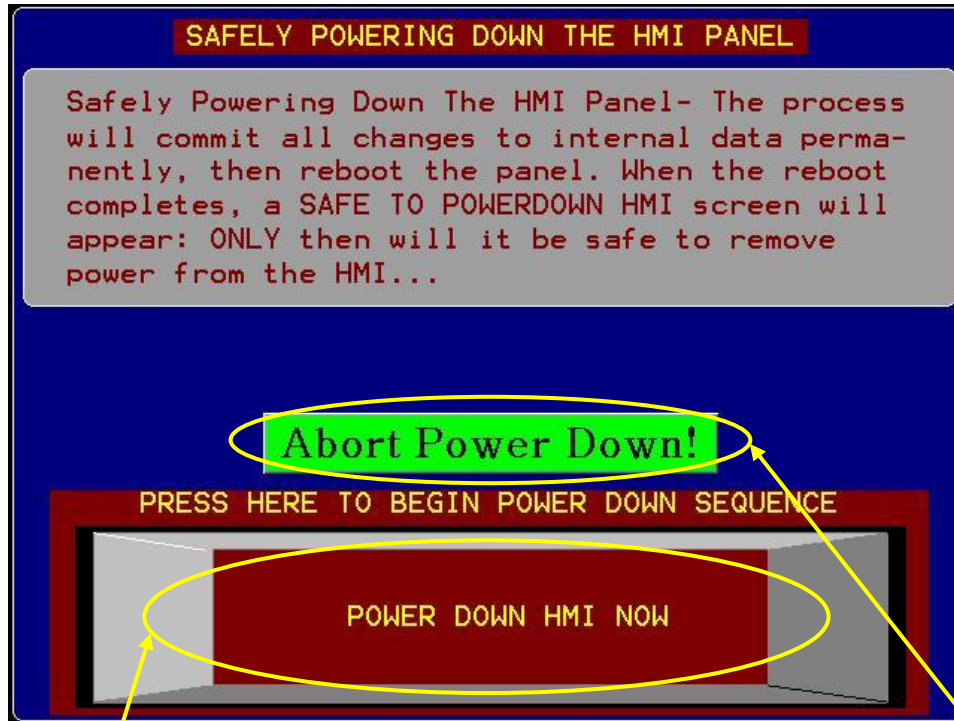 SAFELY POWERING DOWN THE HMI PANEL
Safely Powering Down The HMI Panel- The process
will commit all changes to internal data perma-
nently, then reboot the panel. When the reboot
completes, a SAFE TO POWERDOWN HMI screen will
appear: ONLY then will it be safe to remove
power from the HMI...
Abort Power Down!
PRESS HERE TO BEGIN POWER DOWN SEQUENCE
POWER DOWN HMI NOW